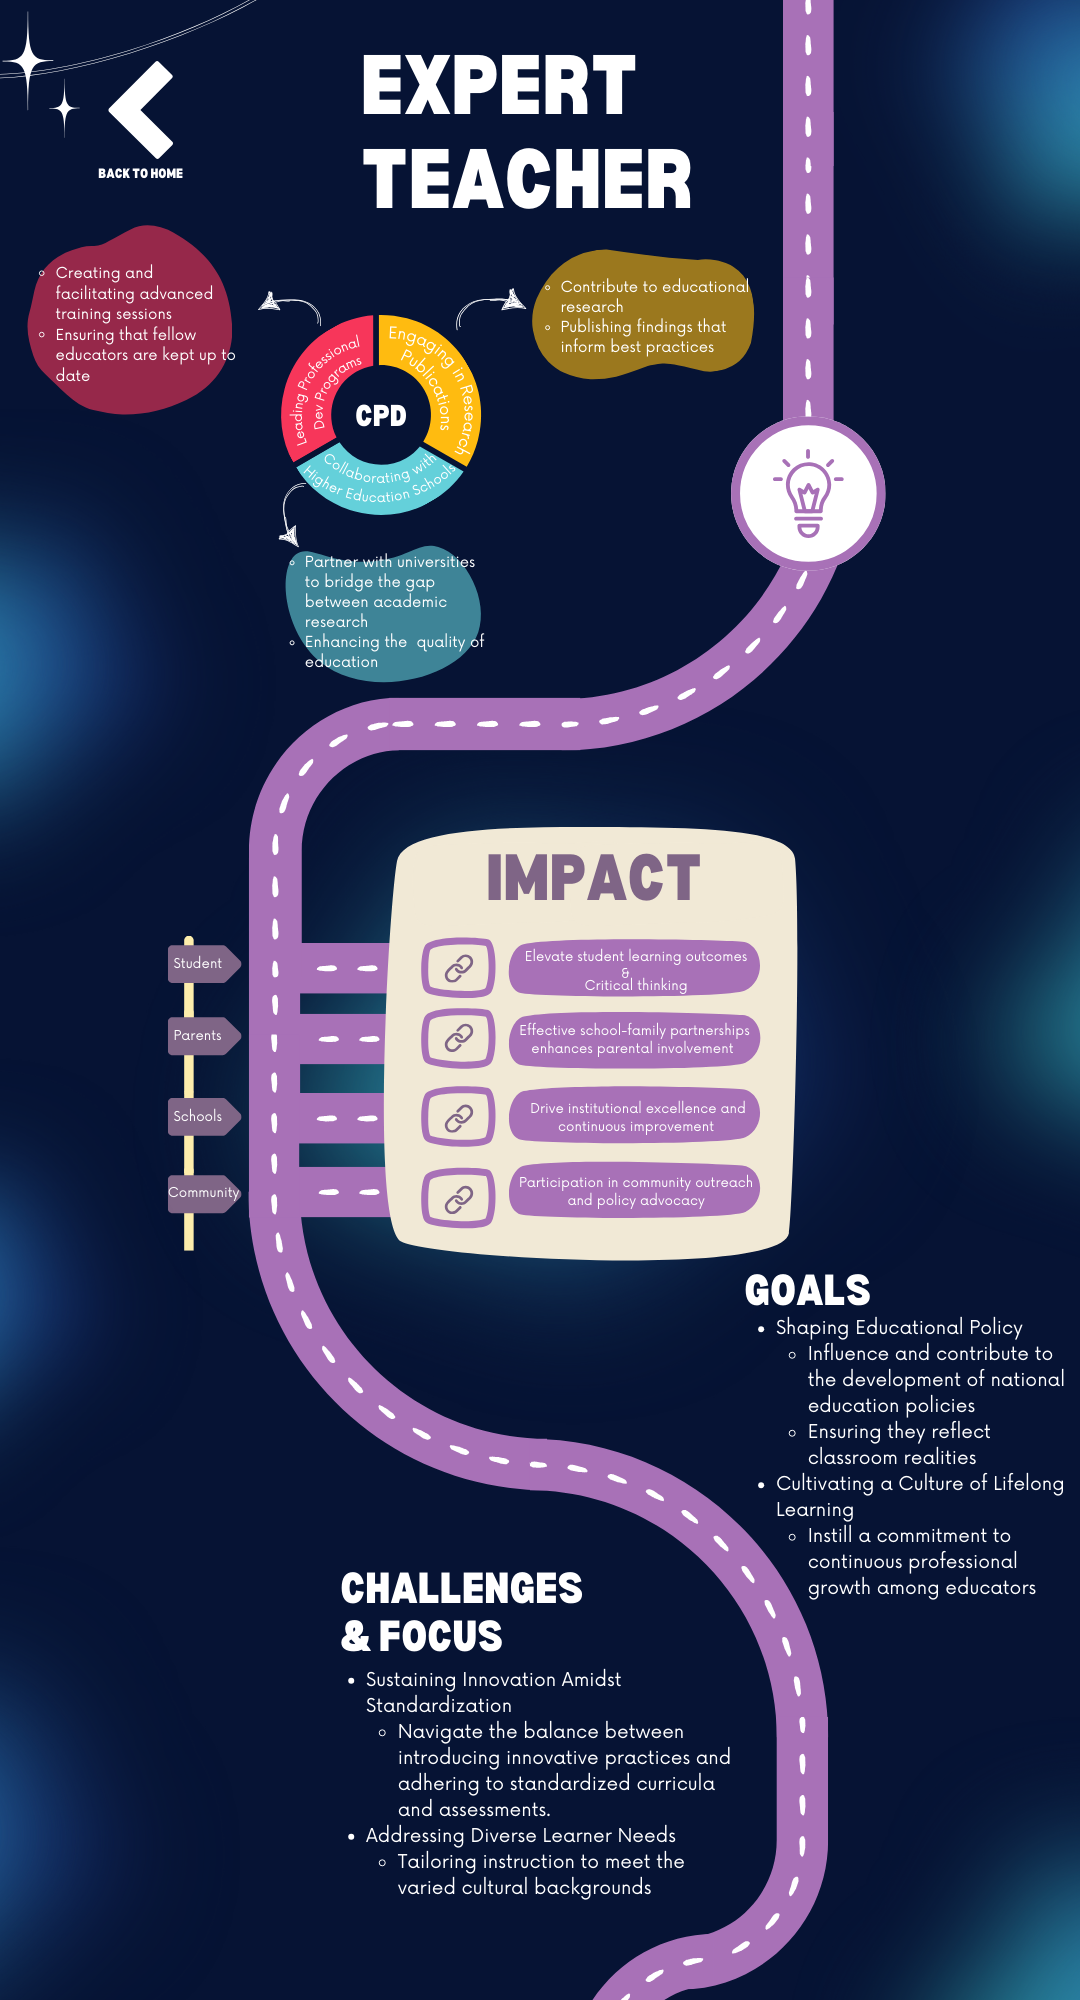 EXPERT
TEACHER
BACK TO HOME
Creating and
facilitating advanced
training sessions
Ensuring that fellow
educators are kept up to
date
Contribute to educational
research
Publishing findings that
inform best practices
Leading Professional
Dev Programs
Engaging in Research
Publications
CPD
Collaborating with
Higher Education Schools
Partner with universities
to bridge the gap
between academic
research
Enhancing the  quality of
education
IMPACT
Student
Elevate student learning outcomes
&
Critical thinking
Parents
Effective school-family partnerships
enhances parental involvement
Schools
Drive institutional excellence and
continuous improvement
Community
Participation in community outreach
and policy advocacy
GOALS
Shaping Educational Policy
Influence and contribute to
the development of national
education policies
Ensuring they reflect
classroom realities
Cultivating a Culture of Lifelong
Learning
Instill a commitment to
continuous professional
growth among educators
CHALLENGES
& FOCUS
Sustaining Innovation Amidst
Standardization
Navigate the balance between
introducing innovative practices and
adhering to standardized curricula
and assessments.
Addressing Diverse Learner Needs
Tailoring instruction to meet the
varied cultural backgrounds